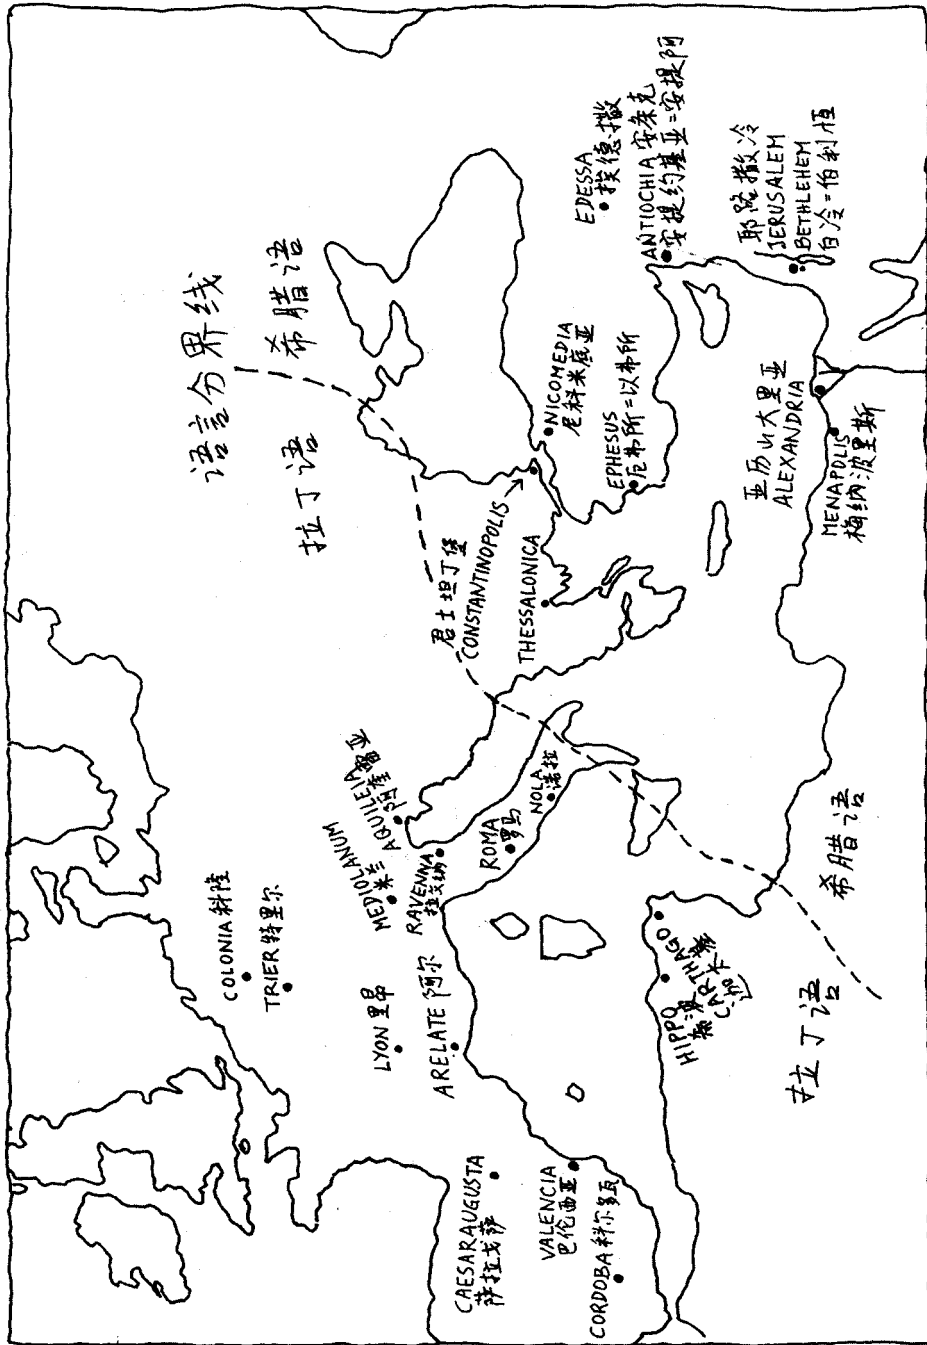 语言分界线
拉丁语 希腊语
COLONIA 科隆
TRIER 特里尔
LYON 里昂
ARELATE 阿尔
MEDIOLANUM
米兰
AQUILEIA
阿奎雷亚
RAVENNA
拉文纳
ROMA
罗马
NOLA
诺拉
君士坦丁堡
CONSTANTINOPOLIS
THESSALONICA
NICOMEDIA
尼科米底亚
EPHESUS
厄弗所=以弗所
EDESSA
埃德撒
ANTIOCHIA 安条克
安提约基亚=安提阿
耶路撒冷
JERUSALEM
BETHLEHEM
白冷=伯利恒
亚历山大里亚
ALEXANDRIA
MENAPOLIS
梅纳波里斯
CAESARAUGUSTA
萨拉戈萨
VALENCIA
巴伦西亚
CORDOBA 科尔多瓦
HIPPO
CARTHAGO
迦太基
拉丁语
希腊语